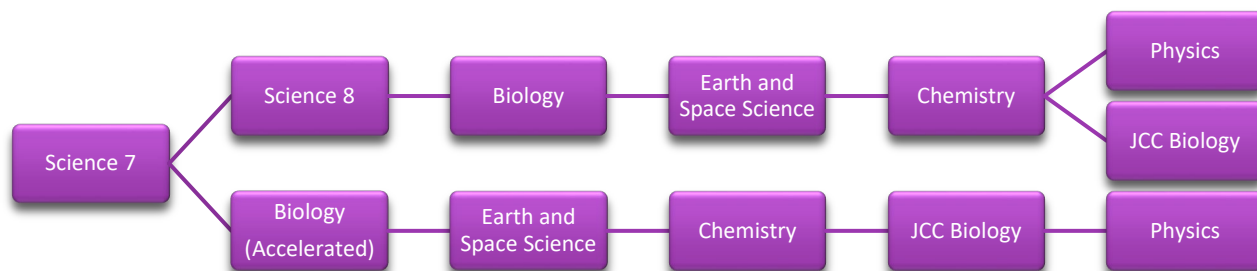 Science 7
Science 8
Biology
Earth and
Space Science
Chemistry
Physics
JCC Biology
Biology
(Accelerated)
Earth and
Space Science
Chemistry
JCC Biology
Physics